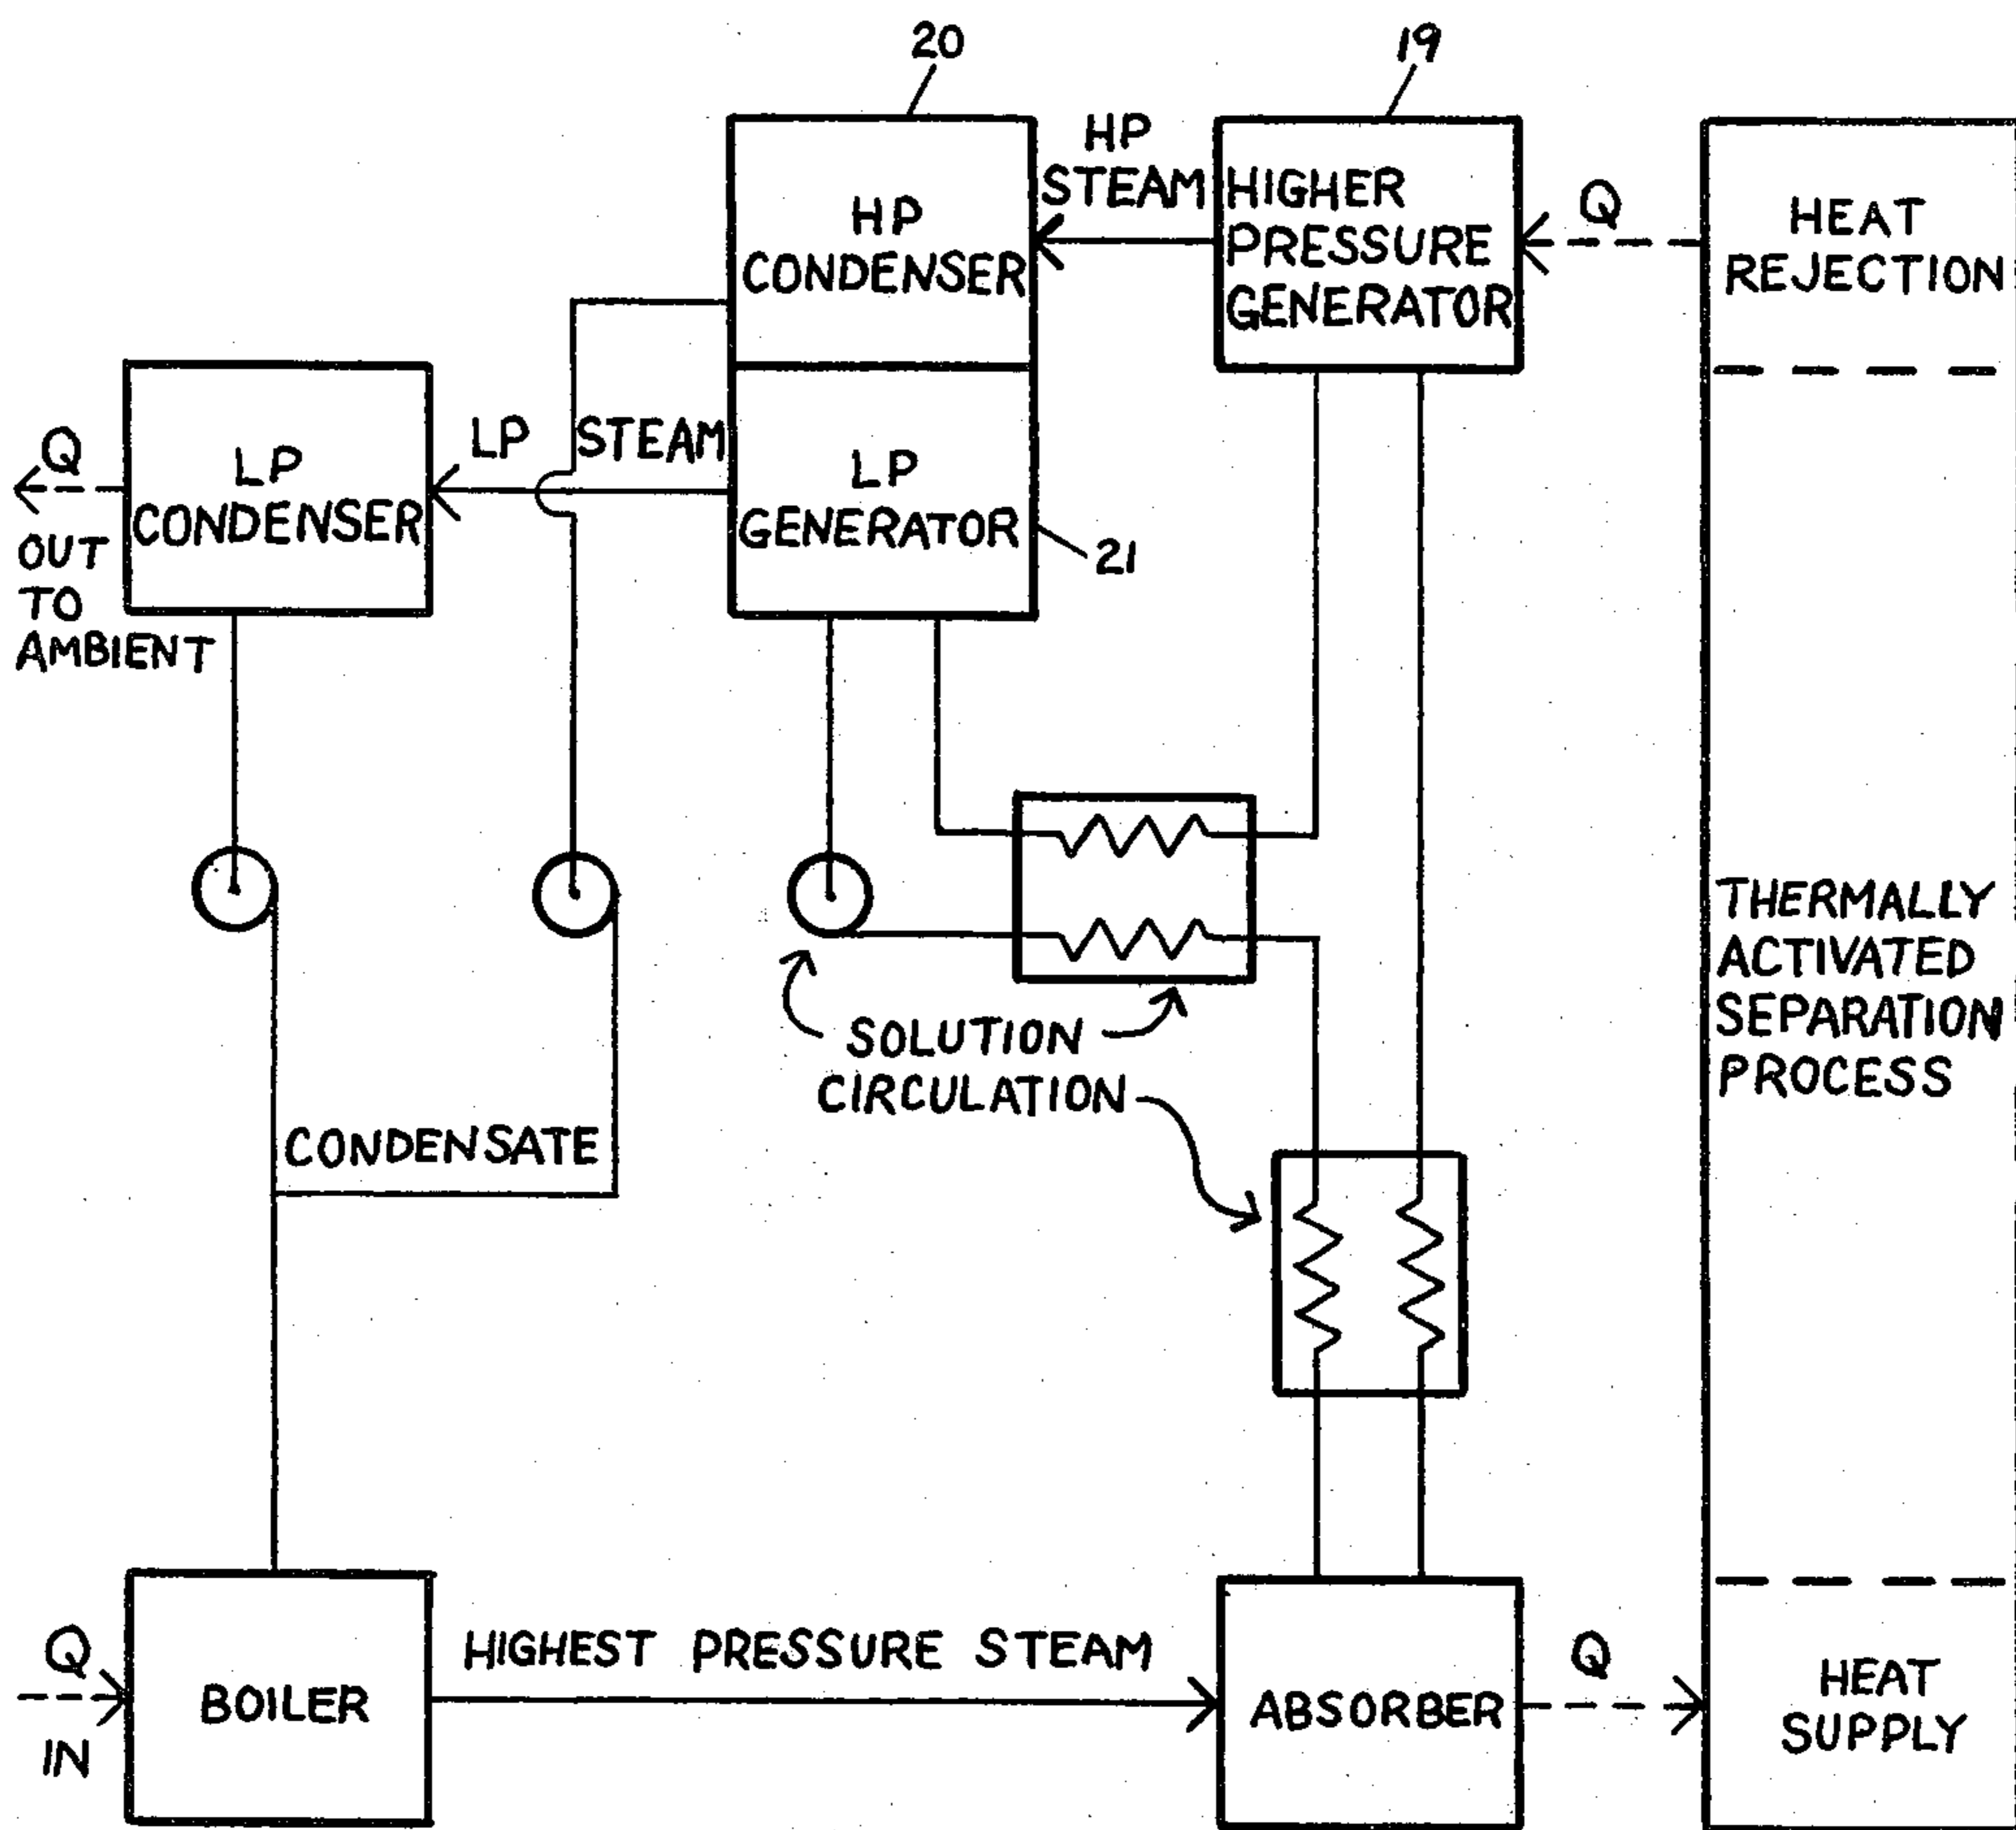 20
19
HP
STEAM
HP
CONDENSER
HIGHER
PRESSURE
GENERATOR
Q
HEAT
REJECTION
Q
OUT
TO
AMBIENT
LP
CONDENSER
LP STEAM
LP
GENERATOR
21
THERMALLY
ACTIVATED
SEPARATION
PROCESS
SOLUTION
CIRCULATION
CONDENSATE
Q
IN
BOILER
HIGHEST PRESSURE STEAM
ABSORBER
Q
HEAT
SUPPLY